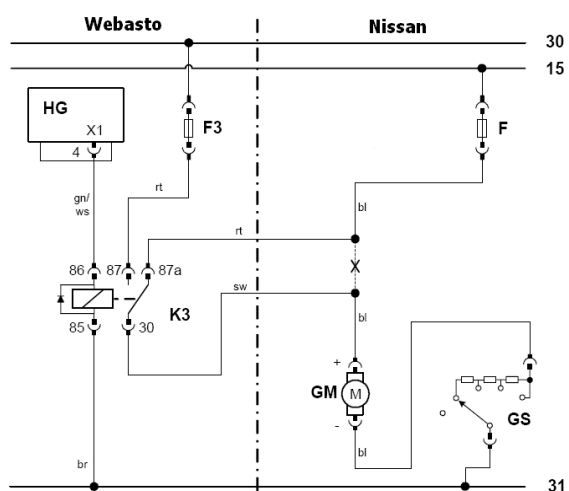 Webasto Nissan
30
15
HG
X1
4
F3
F
gn/
ws
rt
bl
rt
86 87 87a
X
sw
K3
85 30
bl
+
GM M
-
GS
br
bl
31